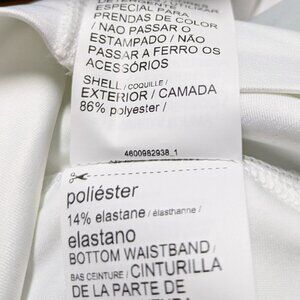 ESPECIAL PARA
PRENDAS DE COLOR
/ NAO PASSAR O
ESTAMPADO / NÃO
PASSAR A FERRO OS
ACESSÓRIOS
SHELL / COQUILLE /
EXTERIOR / CAMADA
86% polyester /
4600982938_1
poliéster
14% elastane / élasthanne /
elastano
BOTTOM WAISTBAND /
BAS CEINTURE / CINTURILLA
DE LA PARTE DE